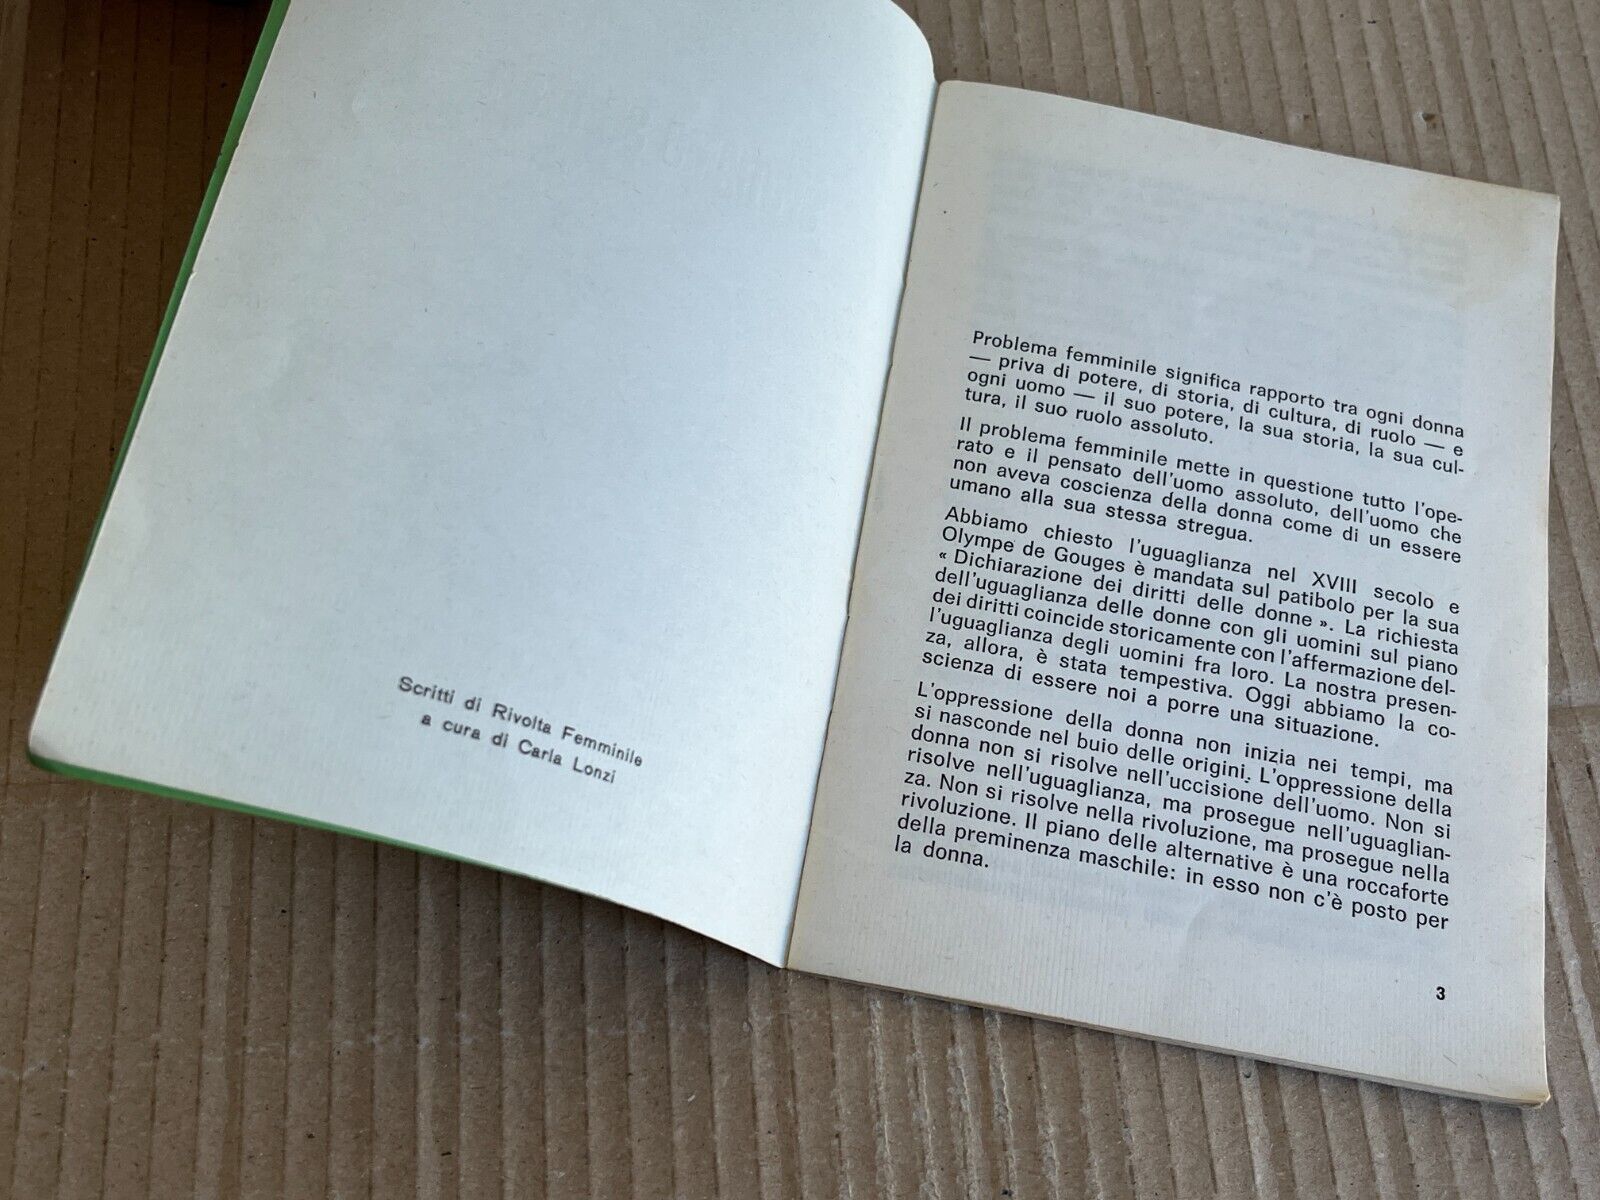 Scritti di Rivolta Femminile
a cura di Carla Lonzi
Problema femminile significa rapporto tra ogni donna
— priva di potere, di storia, di cultura, di ruolo — e
ogni uomo — il suo potere, la sua storia, la sua cul-
tura, il suo ruolo assoluto.
Il problema femminile mette in questione tutto l'ope-
rato e il pensato dell'uomo assoluto, dell'uomo che
non aveva coscienza della donna come di un essere
umano alla sua stessa stregua.
Abbiamo chiesto l'uguaglianza nel XVIII secolo e
Olympe de Gouges è mandata sul patibolo per la sua
« Dichiarazione dei diritti delle donne ». La richiesta
dell'uguaglianza delle donne con gli uomini sul piano
dei diritti coincide storicamente con l'affermazione del-
l'uguaglianza degli uomini fra loro. La nostra presen-
za, allora, è stata tempestiva. Oggi abbiamo la co-
scienza di essere noi a porre una situazione.
L'oppressione della donna non inizia nei tempi, ma
si nasconde nel buio delle origini. L'oppressione della
donna non si risolve nell'uccisione dell'uomo. Non si
risolve nell'uguaglianza, ma prosegue nell'uguaglian-
za. Non si risolve nella rivoluzione, ma prosegue nella
rivoluzione. Il piano delle alternative è una roccaforte
della preminenza maschile: in esso non c'è posto per
la donna.
3